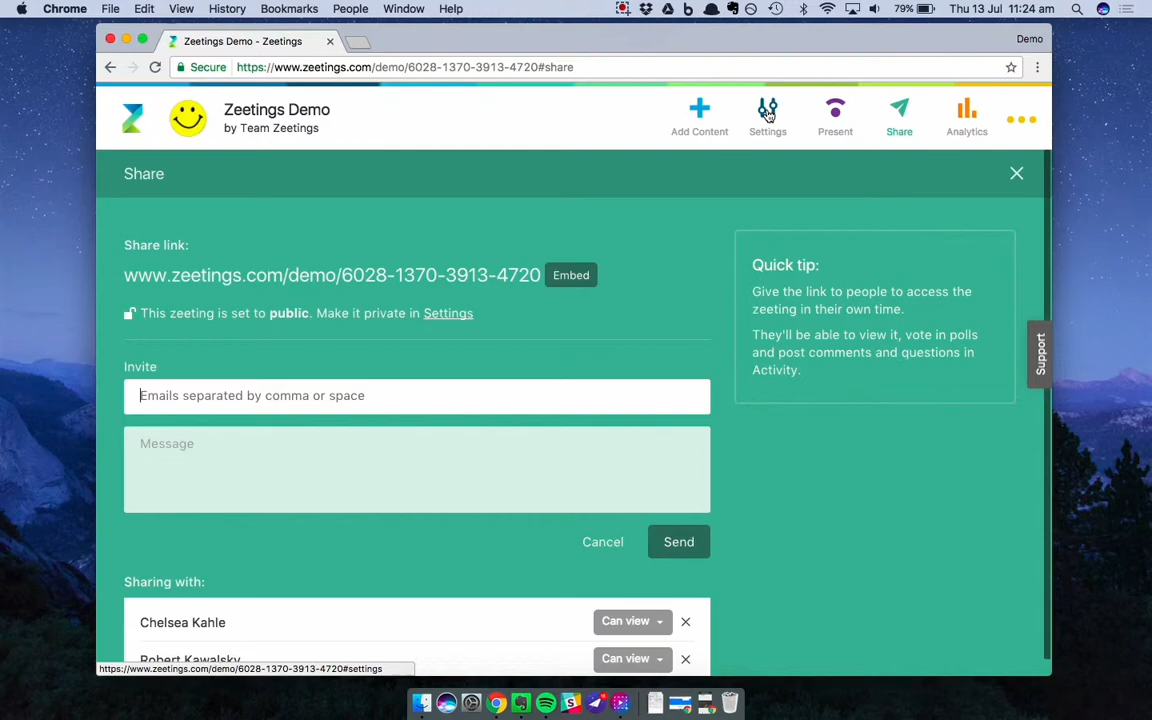 Chrome File Edit View History Bookmarks People Window Help 79% Thu 13 Jul 11:24 am
Zeetings Demo - Zeetings Demo
Secure https://www.zeetings.com/demo/6028-1370-3913-4720#share
Zeetings Demo
by Team Zeetings
Add Content Settings Present Share Analytics
Share
Share link:
www.zeetings.com/demo/6028-1370-3913-4720 Embed
This zeeting is set to public. Make it private in Settings
Quick tip:
Give the link to people to access the
zeeting in their own time.
They'll be able to view it, vote in polls
and post comments and questions in
Activity.
Support
Invite
Emails separated by comma or space
Message
Cancel Send
Sharing with:
Chelsea Kahle Can view
Robert Kawalsky Can view
https://www.zeetings.com/demo/6028-1370-3913-4720#settings